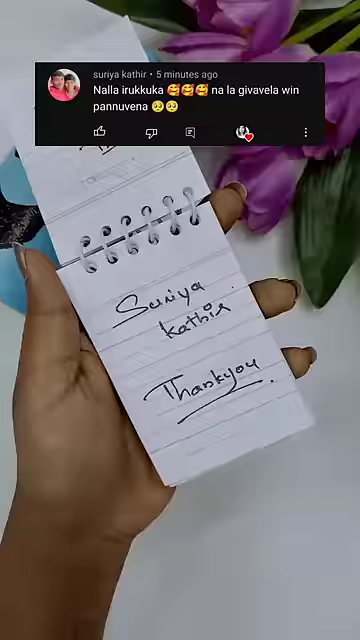 suriya kathir • 5 minutes ago
Nalla irukkuka 🥰🥰🥰 na la givavela win
pannuvena 🥺🥺
Suriya
kathir
Thankyou